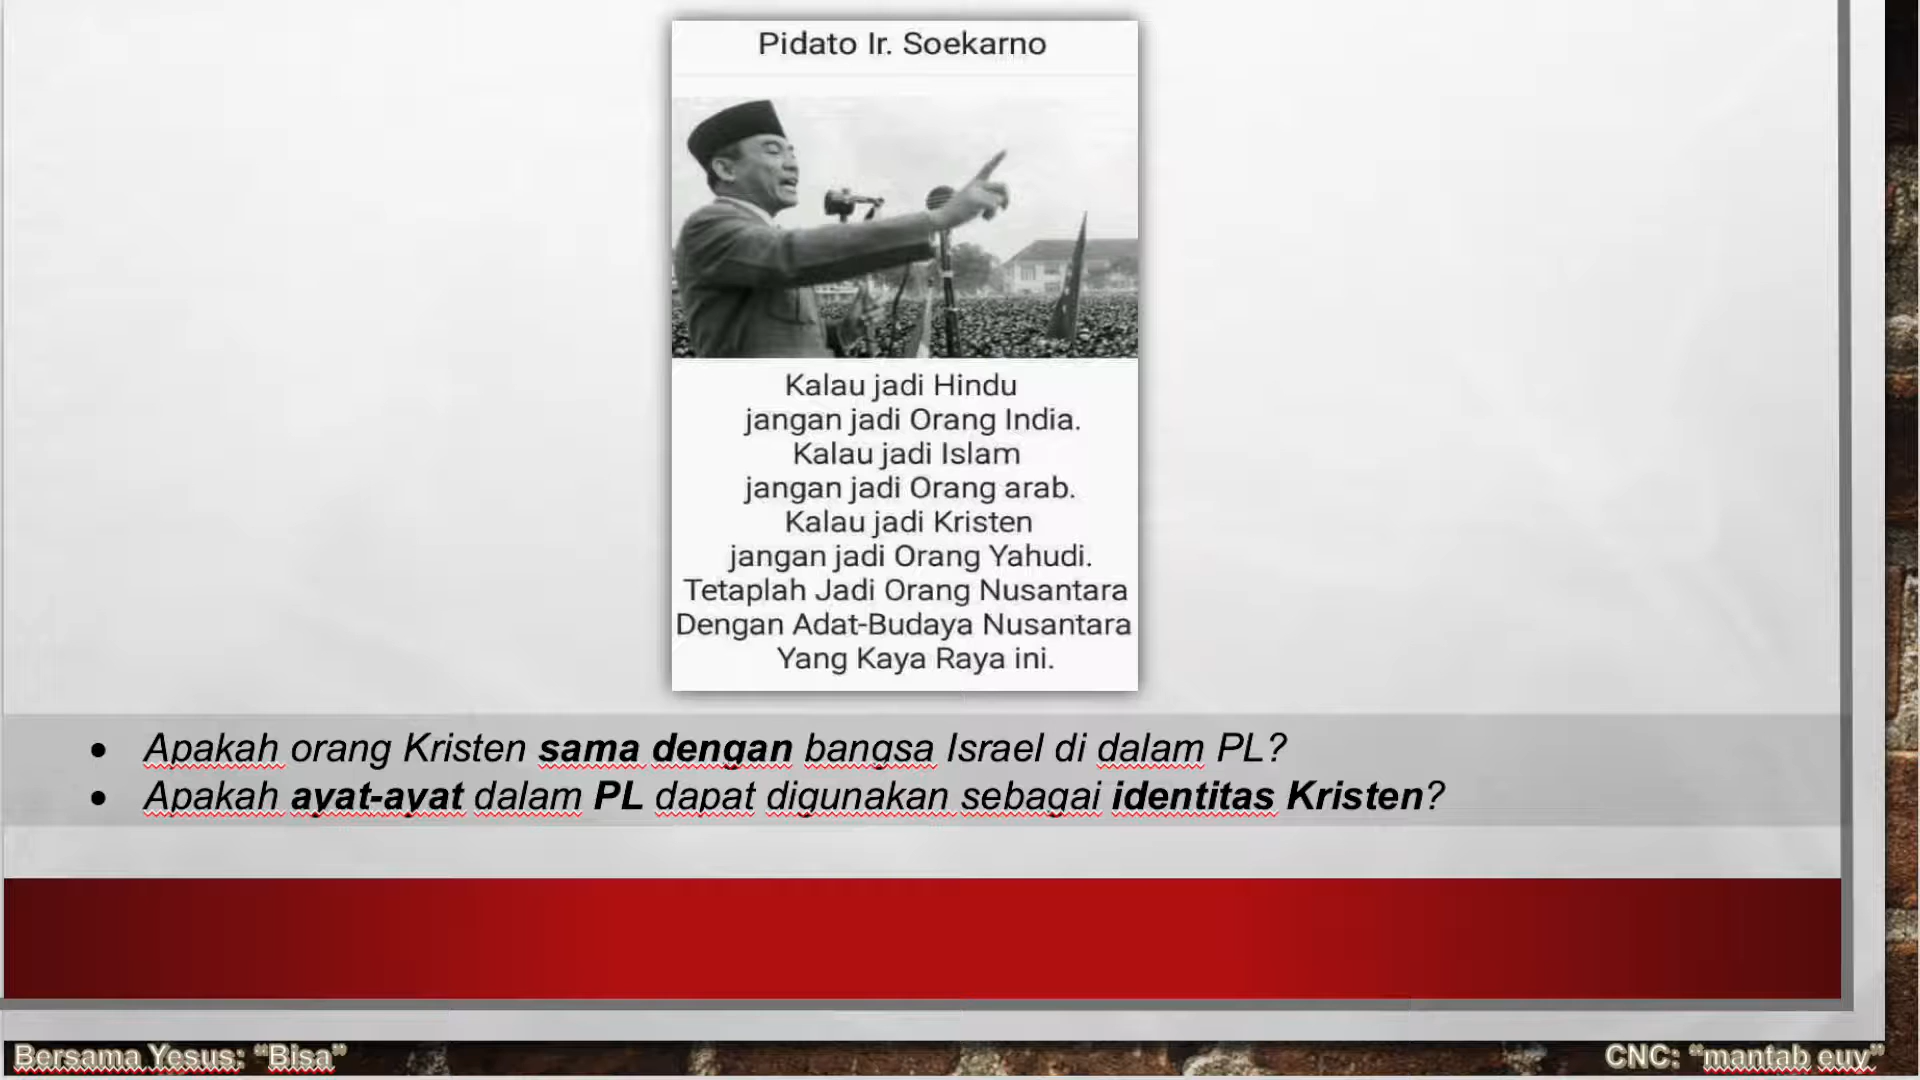 Pidato Ir. Soekarno
Kalau jadi Hindu
jangan jadi Orang India.
Kalau jadi Islam
jangan jadi Orang arab.
Kalau jadi Kristen
jangan jadi Orang Yahudi.
Tetaplah Jadi Orang Nusantara
Dengan Adat-Budaya Nusantara
Yang Kaya Raya ini.
• Apakah orang Kristen sama dengan bangsa Israel di dalam PL?
• Apakah ayat-ayat dalam PL dapat digunakan sebagai identitas Kristen?
Bersama Yesus: “Bisa”
CNC: “mantab euy”